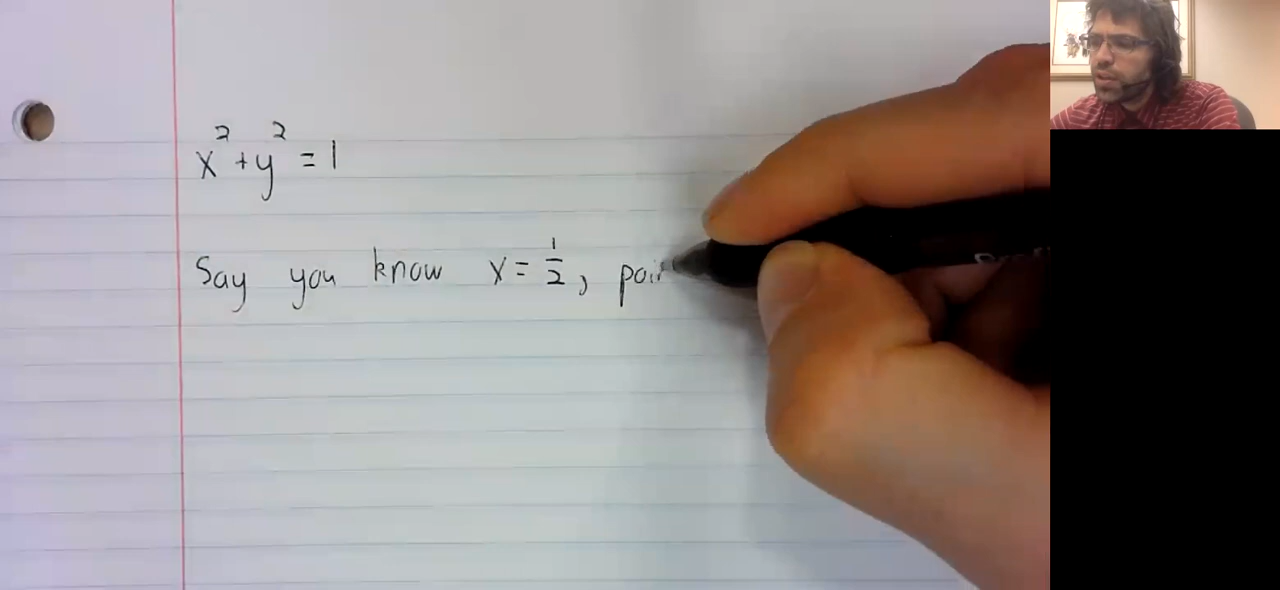 x² + y² = 1
Say you know x = 1/2, poi